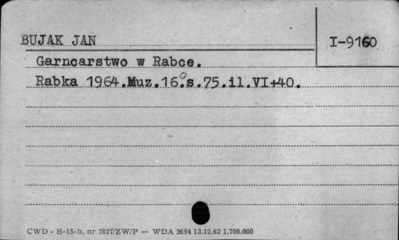 BUJAK JAN
I-9160
Garncarstwo w Rabce.
Rabka 1964.Muz.16°.s.75.il.VI+40.
CWD - H-15-b, nr 2827/ZW/P — WDA 2694 13.12.62 1,700,000